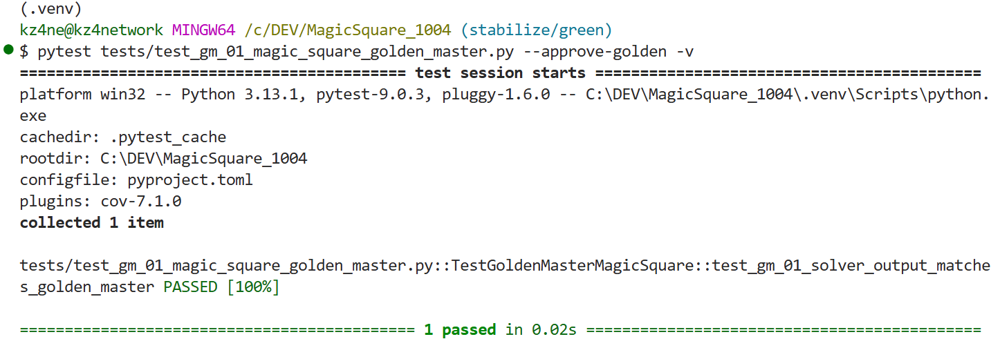 (.venv)
kz4ne@kz4network MINGW64 /c/DEV/MagicSquare_1004 (stabilize/green)
$ pytest tests/test_gm_01_magic_square_golden_master.py --approve-golden -v
=========================================== test session starts ===========================================
platform win32 -- Python 3.13.1, pytest-9.0.3, pluggy-1.6.0 -- C:\DEV\MagicSquare_1004\.venv\Scripts\python.
exe
cachedir: .pytest_cache
rootdir: C:\DEV\MagicSquare_1004
configfile: pyproject.toml
plugins: cov-7.1.0
collected 1 item
tests/test_gm_01_magic_square_golden_master.py::TestGoldenMasterMagicSquare::test_gm_01_solver_output_matche
s_golden_master PASSED [100%]
============================================ 1 passed in 0.02s ============================================